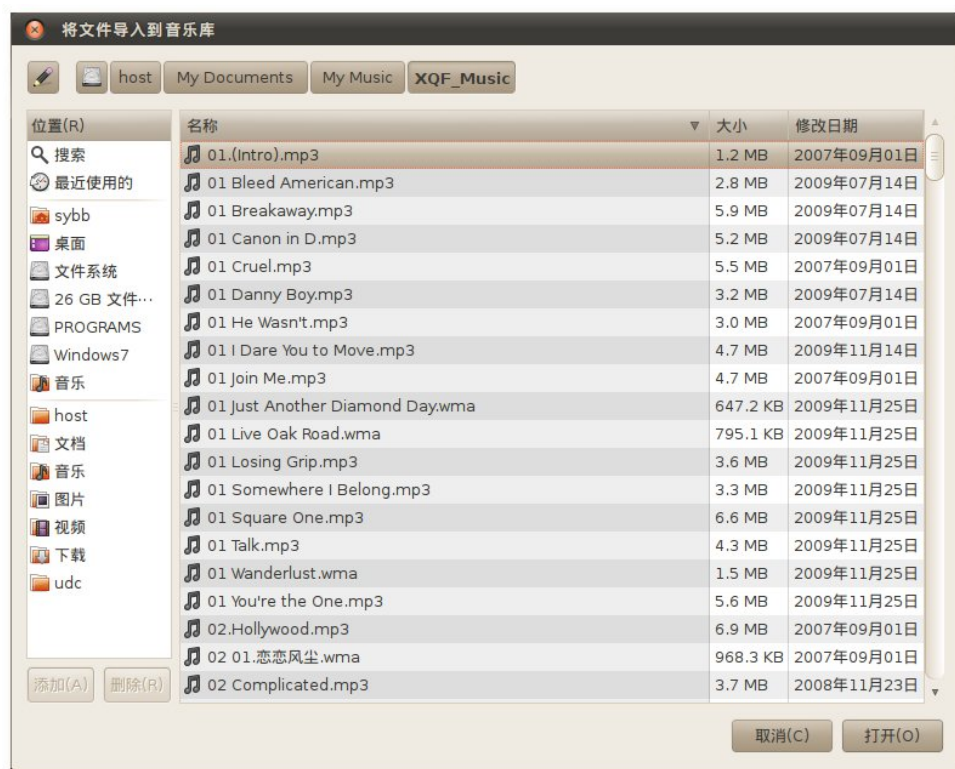 将文件导入到音乐库
host My Documents My Music XQF_Music
位置(R)
搜索
最近使用的
sybb
桌面
文件系统
26 GB 文件…
PROGRAMS
Windows7
音乐
host
文档
音乐
图片
视频
下载
udc
添加(A) 删除(R)
名称 大小 修改日期
01.(Intro).mp3 1.2 MB 2007年09月01日
01 Bleed American.mp3 2.8 MB 2009年07月14日
01 Breakaway.mp3 5.9 MB 2009年07月14日
01 Canon in D.mp3 5.2 MB 2009年07月14日
01 Cruel.mp3 5.5 MB 2007年09月01日
01 Danny Boy.mp3 3.2 MB 2009年07月14日
01 He Wasn't.mp3 3.0 MB 2007年09月01日
01 I Dare You to Move.mp3 4.7 MB 2009年11月14日
01 Join Me.mp3 4.7 MB 2007年09月01日
01 Just Another Diamond Day.wma 647.2 KB 2009年11月25日
01 Live Oak Road.wma 795.1 KB 2009年11月25日
01 Losing Grip.mp3 3.6 MB 2009年11月25日
01 Somewhere I Belong.mp3 3.3 MB 2009年11月25日
01 Square One.mp3 6.6 MB 2009年11月25日
01 Talk.mp3 4.3 MB 2009年11月25日
01 Wanderlust.wma 1.5 MB 2009年11月25日
01 You're the One.mp3 5.6 MB 2009年11月25日
02.Hollywood.mp3 6.9 MB 2007年09月01日
02 01.恋恋风尘.wma 968.3 KB 2007年09月01日
02 Complicated.mp3 3.7 MB 2008年11月23日
取消(C) 打开(O)